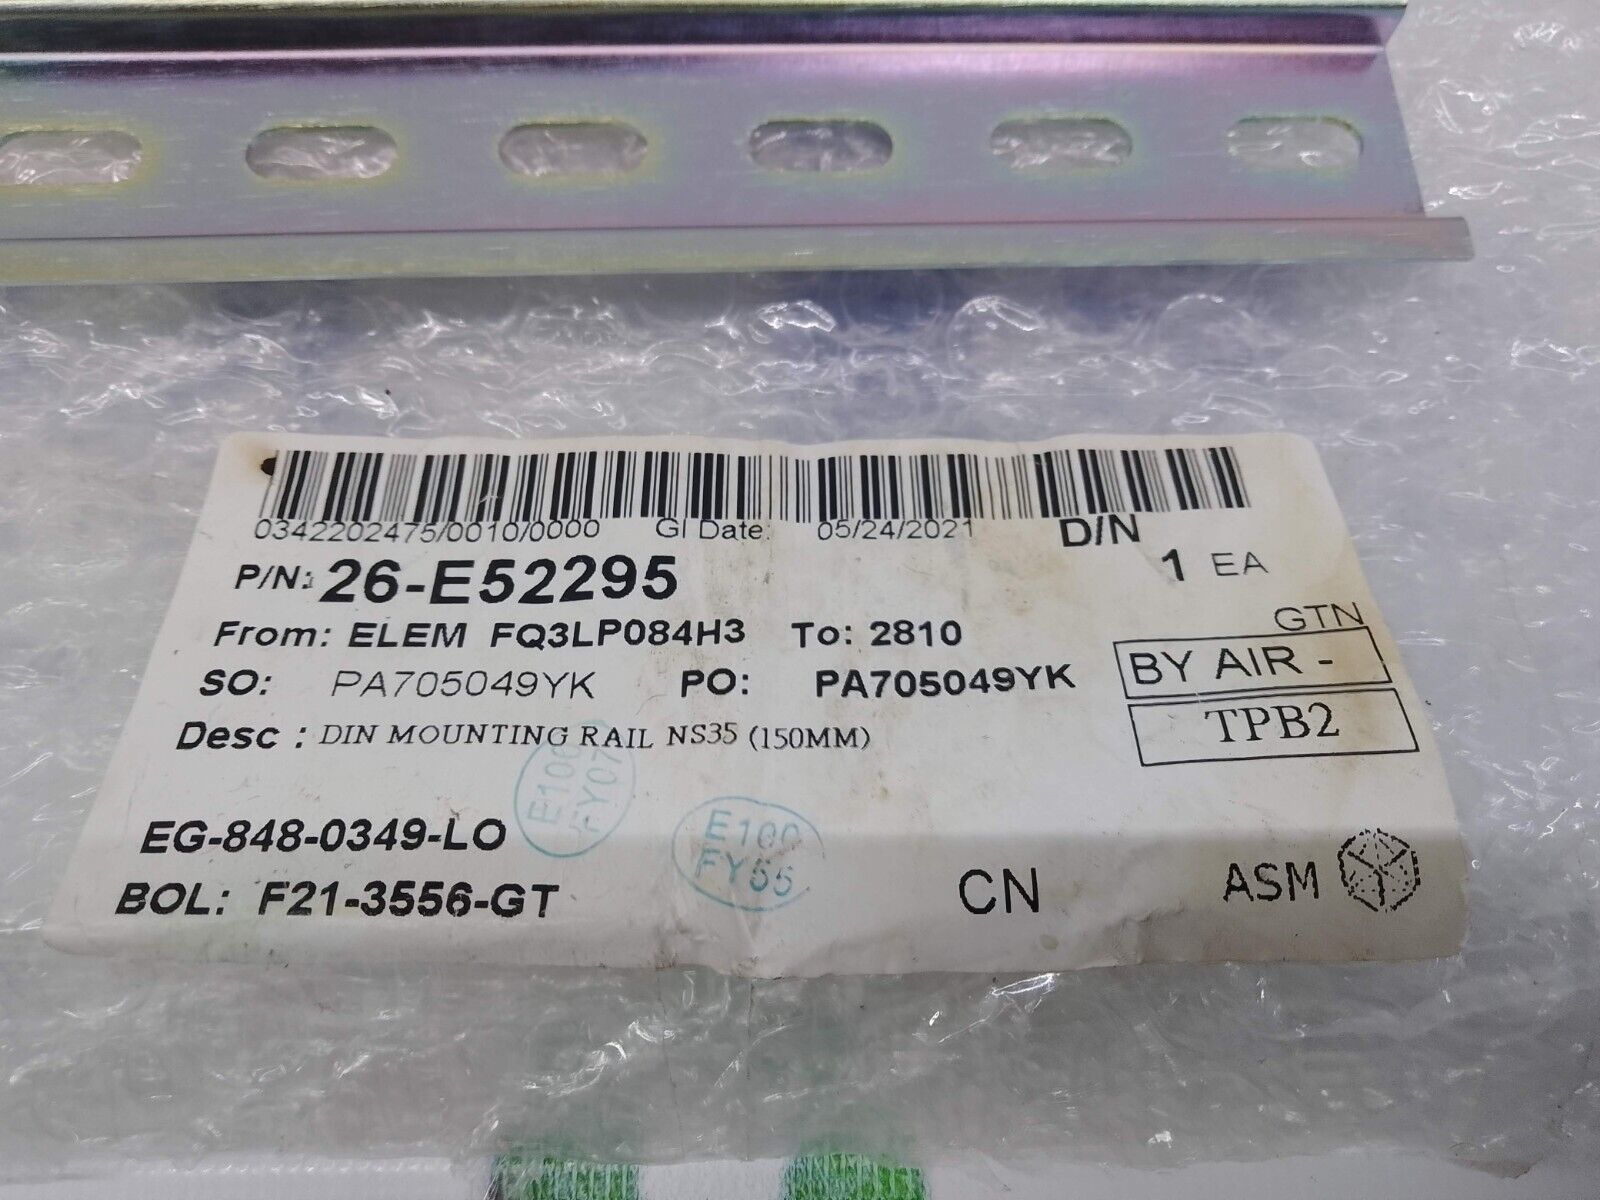 0342202475/0010/0000 GI Date: 05/24/2021 D/N
P/N: 26-E52295 1 EA
From: ELEM FQ3LP084H3 To: 2810 GTN
SO: PA705049YK PO: PA705049YK BY AIR -
Desc : DIN MOUNTING RAIL NS35 (150MM) TPB2
E100
FY07
E100
FY55
EG-848-0349-LO
BOL: F21-3556-GT CN ASM